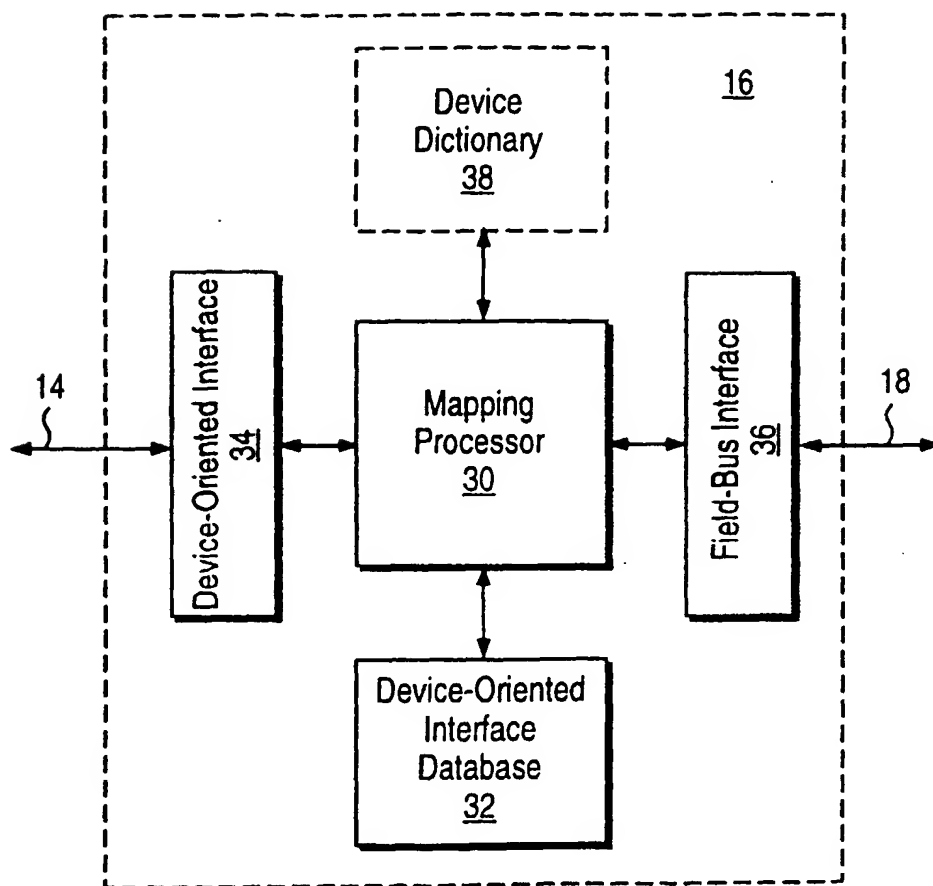 16
Device
Dictionary
38
14
Device-Oriented Interface
34
Mapping
Processor
30
Field-Bus Interface
36
18
Device-Oriented
Interface
Database
32